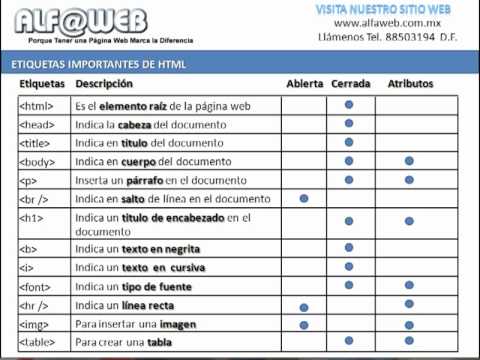 ALF@WEB
Porque Tener una Página Web Marca la Diferencia
VISITA NUESTRO SITIO WEB
www.alfaweb.com.mx
Llámenos Tel. 88503194 D.F.
ETIQUETAS IMPORTANTES DE HTML
Etiquetas Descripción Abierta Cerrada Atributos
<html> Es el elemento raíz de la página web
<head> Indica la cabeza del documento
<title> Indica en titulo del documento
<body> Indica en cuerpo del documento
<p> Inserta un párrafo en el documento
<br /> Indica en salto de línea en el documento
<h1> Indica un titulo de encabezado en el
documento
<b> Indica un texto en negrita
<i> Indica un texto en cursiva
<font> Indica un tipo de fuente
<hr /> Indica un línea recta
<img> Para insertar una imagen
<table> Para crear una tabla